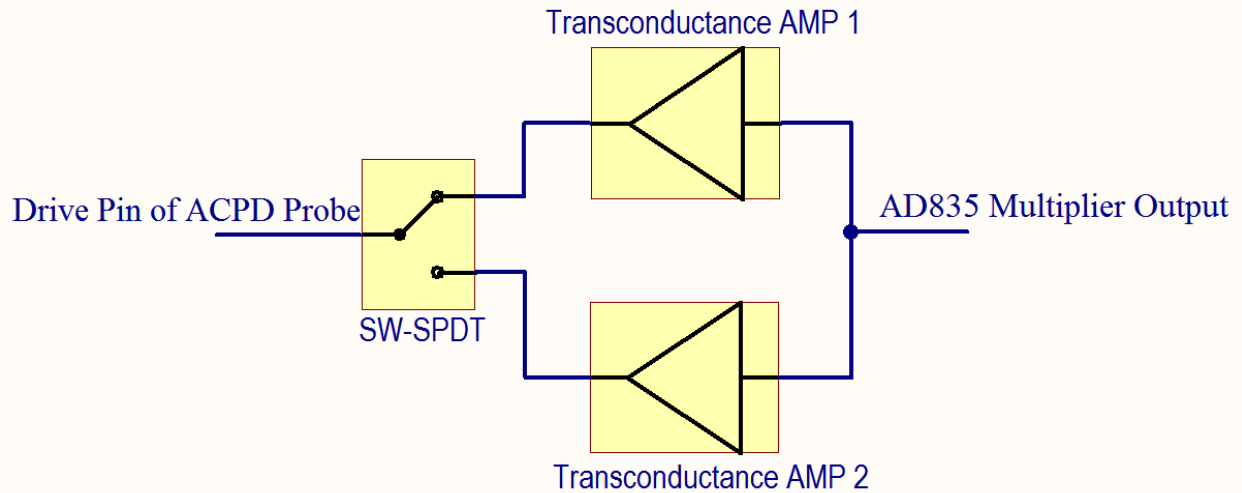 Transconductance AMP 1
Drive Pin of ACPD Probe
AD835 Multiplier Output
SW-SPDT
Transconductance AMP 2